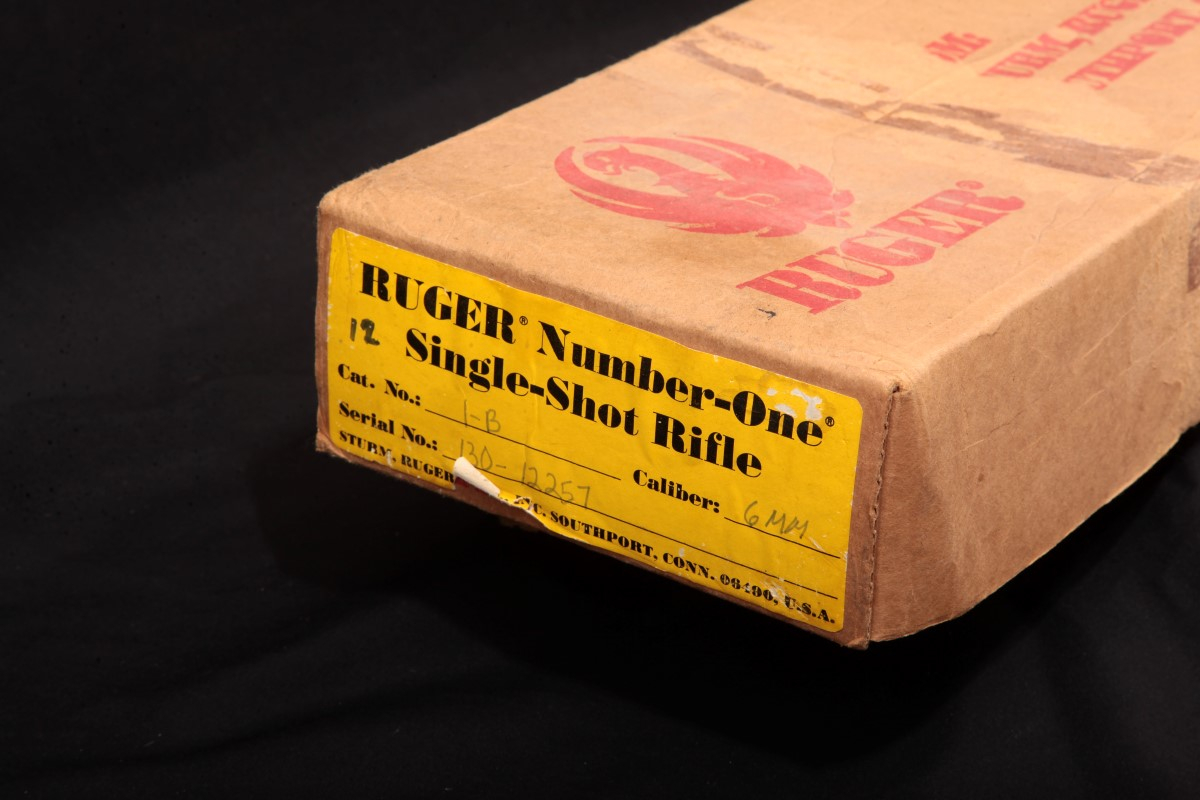 RUGER®
RUGER® Number-One®
12
Single-Shot Rifle
Cat. No.: 1-B
Caliber: 6MM
Serial No.: 130-12257
STURM, RUGER INC. SOUTHPORT, CONN. 06490, U.S.A.